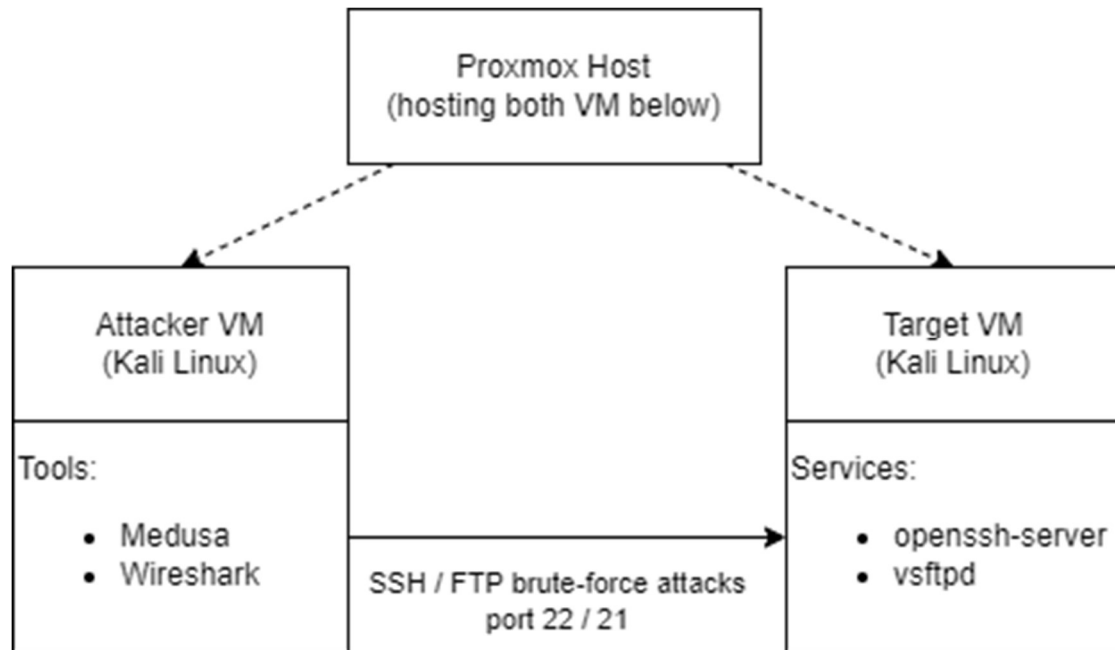 Proxmox Host
(hosting both VM below)
Attacker VM
(Kali Linux)
Tools:
• Medusa
• Wireshark
SSH / FTP brute-force attacks
port 22 / 21
Target VM
(Kali Linux)
Services:
• openssh-server
• vsftpd